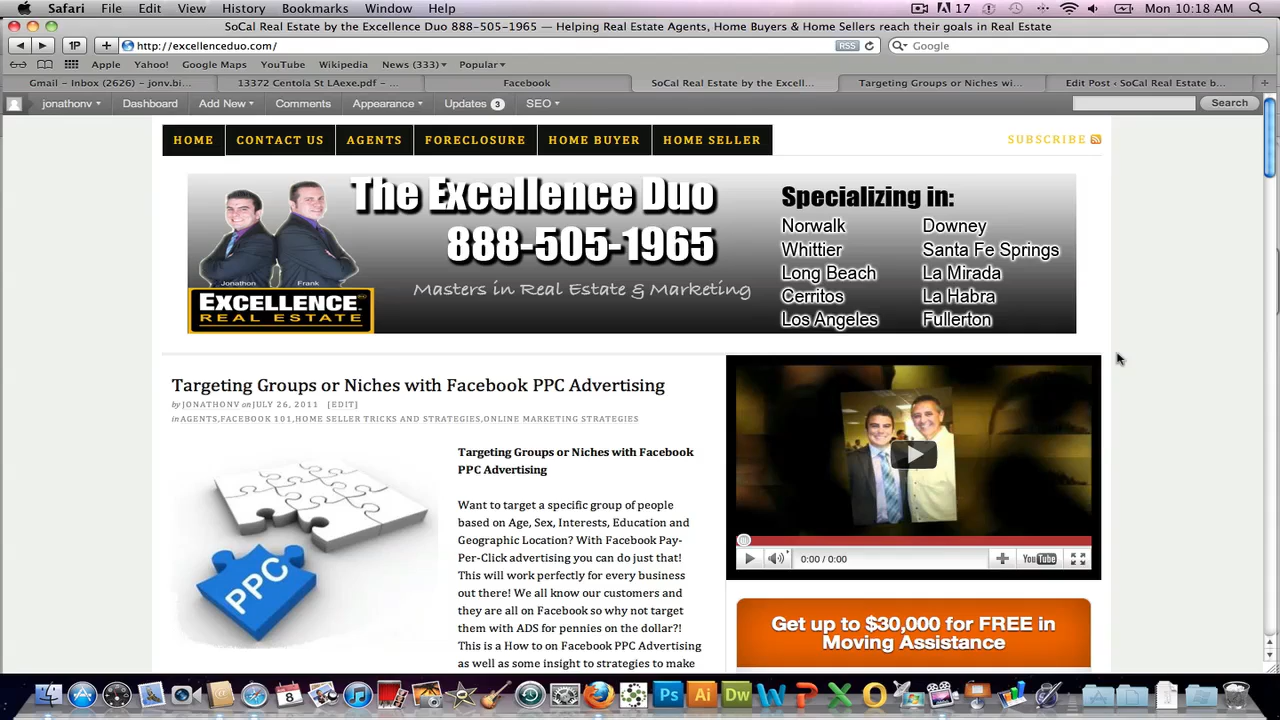 Safari File Edit View History Bookmarks Window Help 17 Mon 10:18 AM
SoCal Real Estate by the Excellence Duo 888-505-1965 — Helping Real Estate Agents, Home Buyers & Home Sellers reach their goals in Real Estate
1P + http://excellenceduo.com/ RSS Google
Apple Yahoo! Google Maps YouTube Wikipedia News (333) Popular
Gmail – Inbox (2626) – jonv.bi... 13372 Centola St LAexe.pdf – ... Facebook SoCal Real Estate by the Excell... Targeting Groups or Niches wi... Edit Post ‹ SoCal Real Estate b...
jonathonv Dashboard Add New Comments Appearance Updates 3 SEO Search
HOME CONTACT US AGENTS FORECLOSURE HOME BUYER HOME SELLER SUBSCRIBE
The Excellence Duo
888-505-1965
Masters in Real Estate & Marketing
Jonathon Frank
EXCELLENCE
REAL ESTATE
Specializing in:
Norwalk Downey
Whittier Santa Fe Springs
Long Beach La Mirada
Cerritos La Habra
Los Angeles Fullerton
Targeting Groups or Niches with Facebook PPC Advertising
by JONATHONV on JULY 26, 2011 [EDIT]
in AGENTS,FACEBOOK 101,HOME SELLER TRICKS AND STRATEGIES,ONLINE MARKETING STRATEGIES
PPC
Targeting Groups or Niches with Facebook
PPC Advertising
Want to target a specific group of people
based on Age, Sex, Interests, Education and
Geographic Location? With Facebook Pay-
Per-Click advertising you can do just that!
This will work perfectly for every business
out there! We all know our customers and
they are all on Facebook so why not target
them with ADS for pennies on the dollar?!
This is a How to on Facebook PPC Advertising
as well as some insight to strategies to make
0:00 / 0:00 YouTube
Get up to $30,000 for FREE in
Moving Assistance
8 Ps Ai Dw